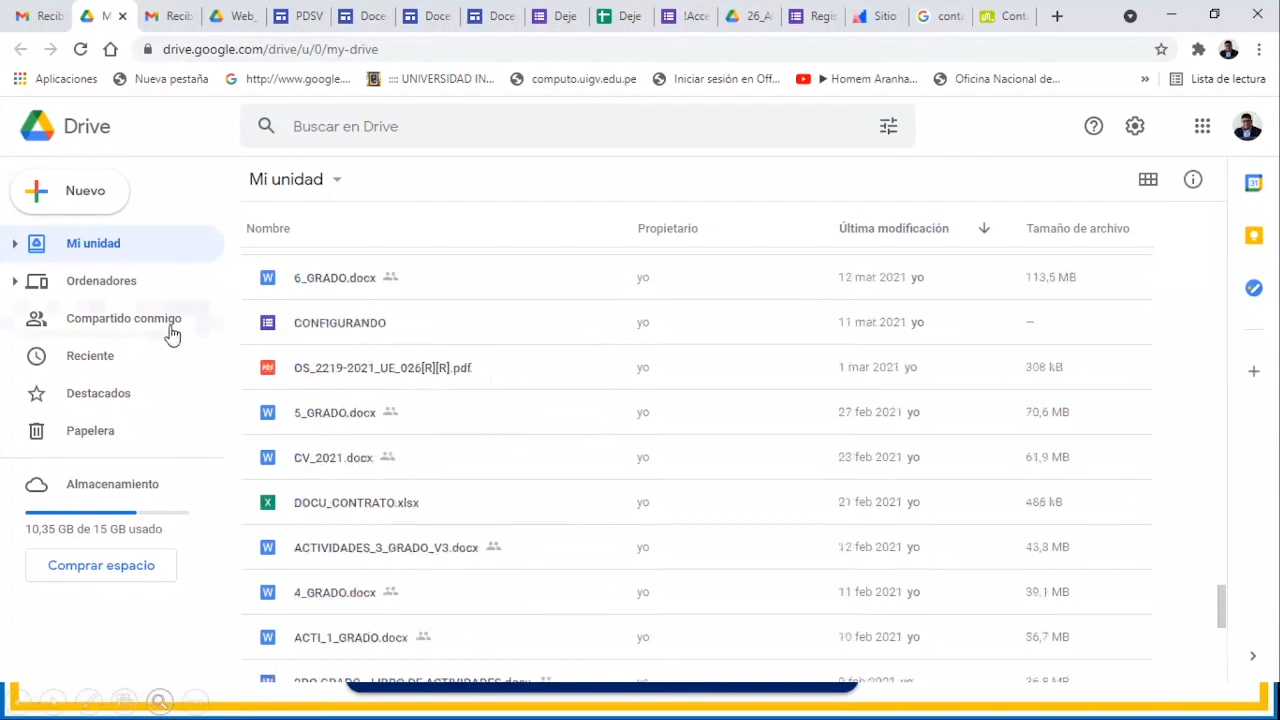 Recib
M
Recib
Web_
PDSV
Doce
Doce
Doce
Deje
Deje
!Acce
26_A
Regis
Sitio
conta
Cont
drive.google.com/drive/u/0/my-drive
Aplicaciones
Nueva pestaña
http://www.google....
:::: UNIVERSIDAD IN...
computo.uigv.edu.pe
Iniciar sesión en Off...
▶ Homem Aranha...
Oficina Nacional de...
»
Lista de lectura
Drive
Buscar en Drive
Nuevo
Mi unidad
31
Nombre
Propietario
Última modificación
Tamaño de archivo
Mi unidad
Ordenadores
Compartido conmigo
Reciente
Destacados
Papelera
Almacenamiento
10,35 GB de 15 GB usado
Comprar espacio
W 6_GRADO.docx yo 12 mar 2021 yo 113,5 MB
CONFIGURANDO yo 11 mar 2021 yo —
PDF OS_2219-2021_UE_026[R][R].pdf yo 1 mar 2021 yo 308 kB
W 5_GRADO.docx yo 27 feb 2021 yo 70,6 MB
W CV_2021.docx yo 23 feb 2021 yo 61,9 MB
X DOCU_CONTRATO.xlsx yo 21 feb 2021 yo 466 kB
W ACTIVIDADES_3_GRADO_V3.docx yo 12 feb 2021 yo 43,3 MB
W 4_GRADO.docx yo 11 feb 2021 yo 39,1 MB
W ACTI_1_GRADO.docx yo 10 feb 2021 yo 56,7 MB